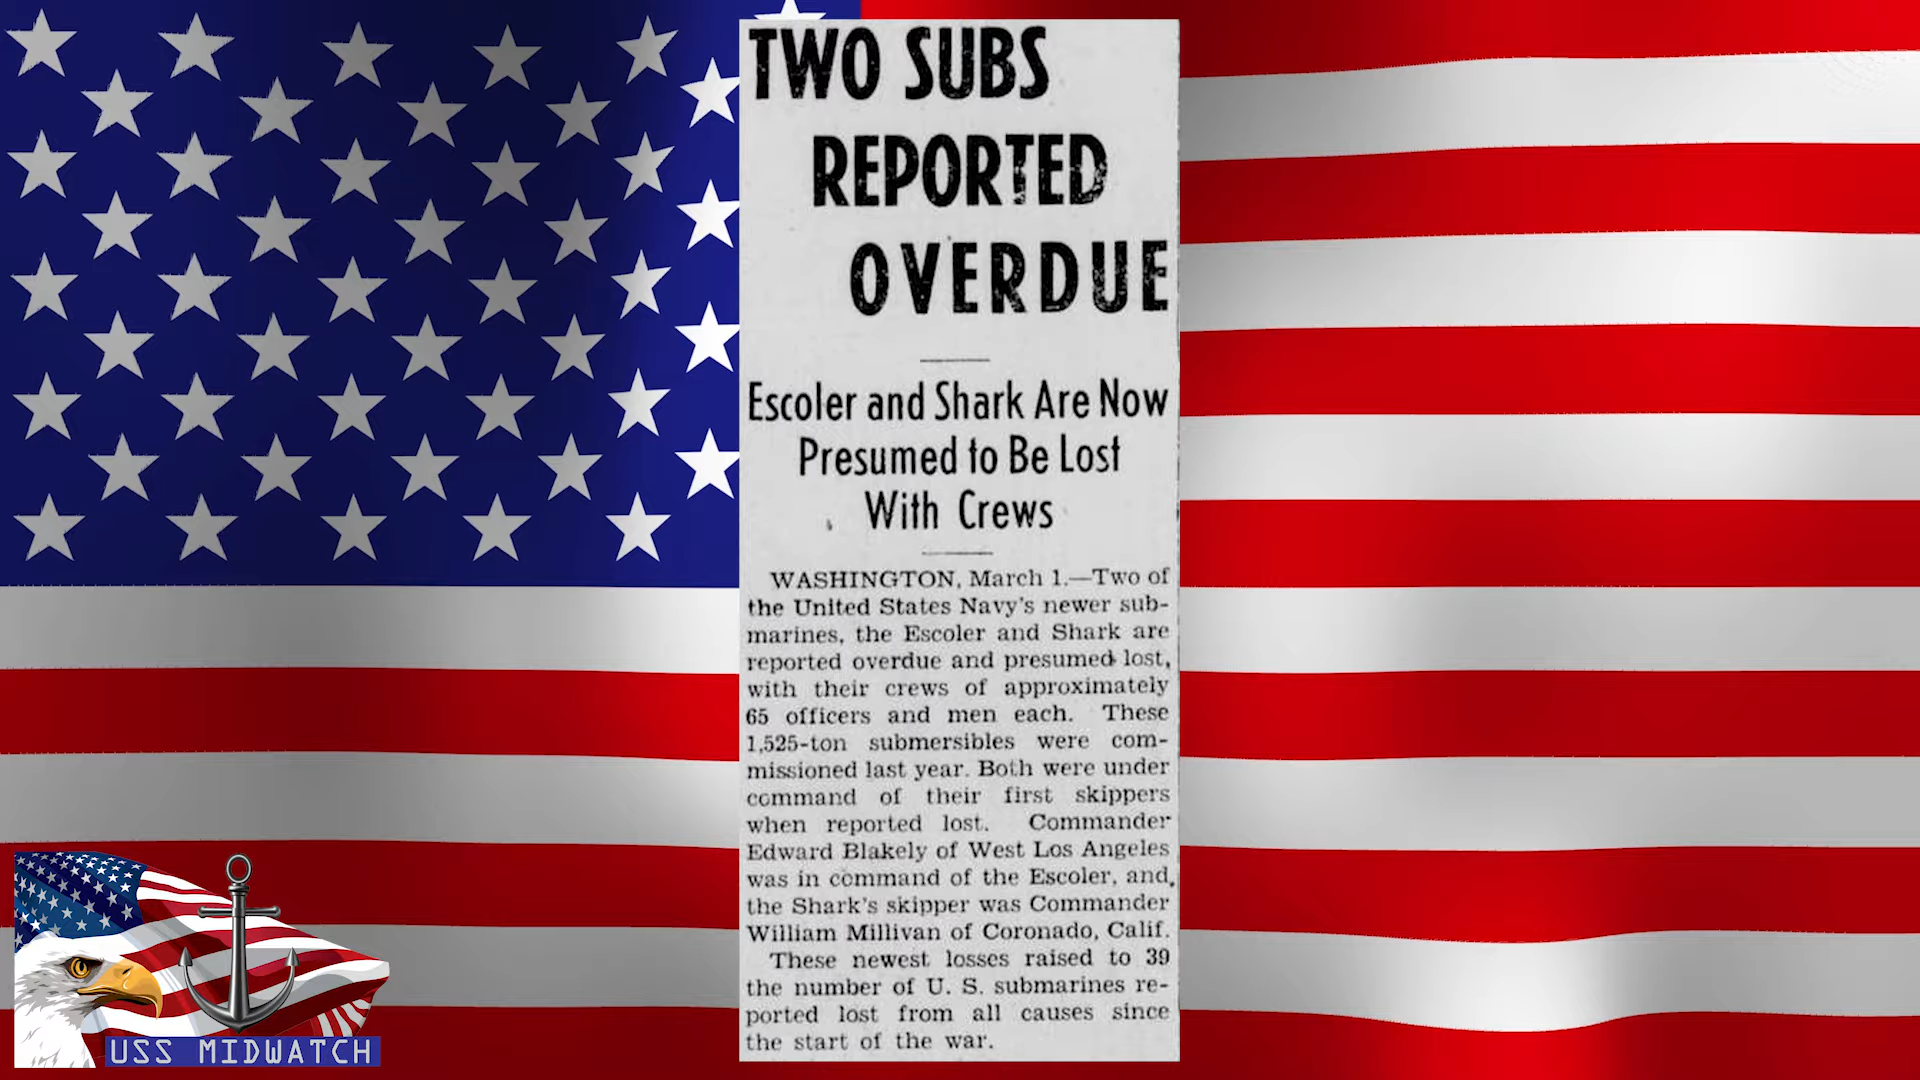 TWO SUBS
REPORTED
OVERDUE
Escoler and Shark Are Now
Presumed to Be Lost
With Crews
WASHINGTON, March 1.—Two of
the United States Navy's newer sub-
marines, the Escoler and Shark are
reported overdue and presumed lost,
with their crews of approximately
65 officers and men each. These
1,525-ton submersibles were com-
missioned last year. Both were under
command of their first skippers
when reported lost. Commander
Edward Blakely of West Los Angeles
was in command of the Escoler, and,
the Shark's skipper was Commander
William Millivan of Coronado, Calif.
These newest losses raised to 39
the number of U. S. submarines re-
ported lost from all causes since
the start of the war.
USS MIDWATCH